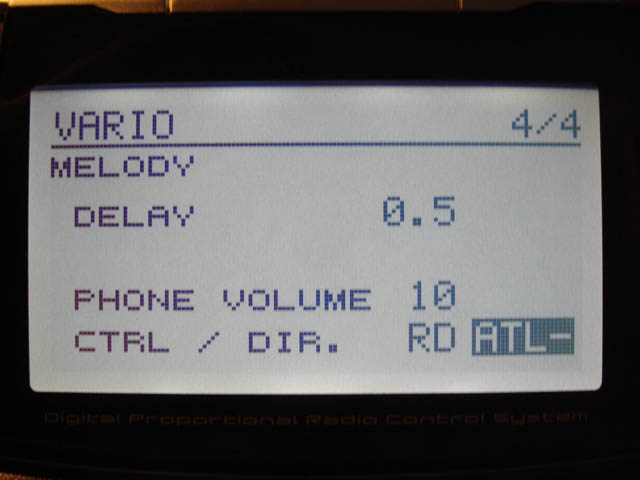 VARIO 4/4
MELODY
DELAY 0.5
PHONE VOLUME 10
CTRL / DIR. RD ATL-
Digital Proportional Radio Control System